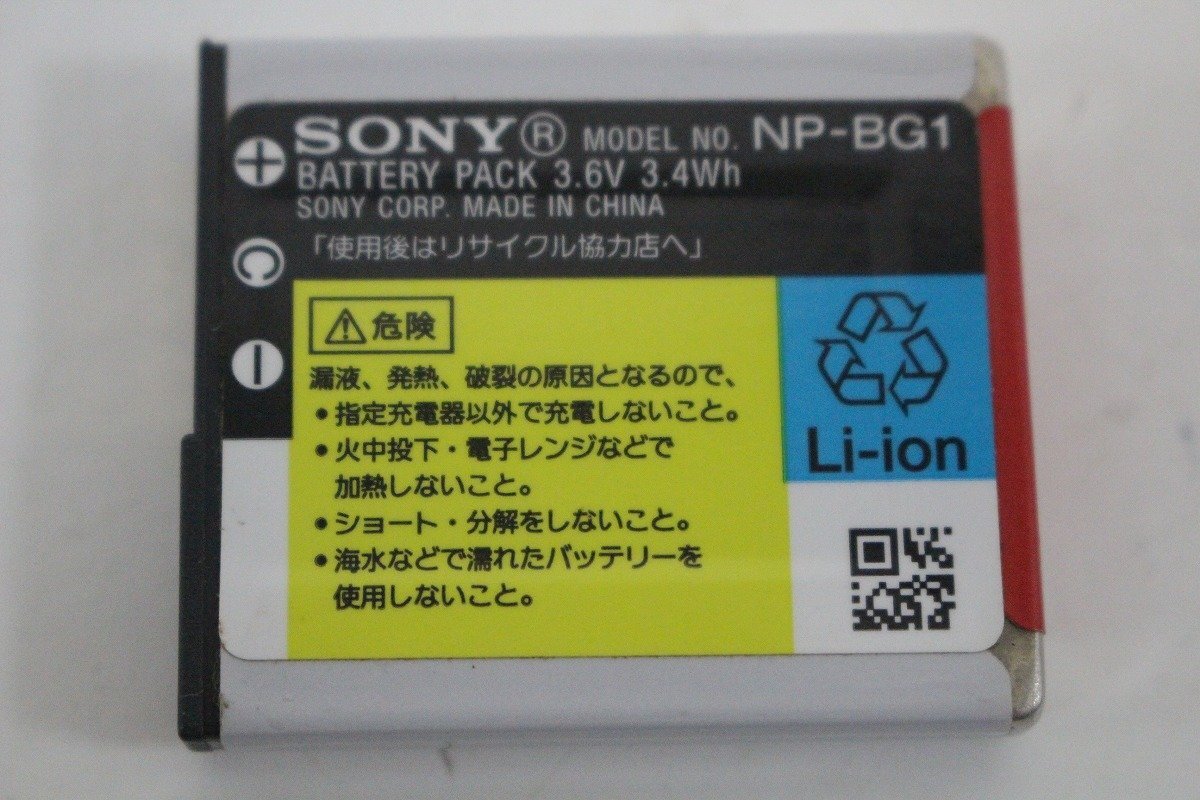 SONY® MODEL NO. NP-BG1
BATTERY PACK 3.6V 3.4Wh
SONY CORP. MADE IN CHINA
「使用後はリサイクル協力店へ」
+
C
−
⚠危険
漏液、発熱、破裂の原因となるので、
•指定充電器以外で充電しないこと。
•火中投下・電子レンジなどで
加熱しないこと。
•ショート・分解をしないこと。
•海水などで濡れたバッテリーを
使用しないこと。
Li-ion